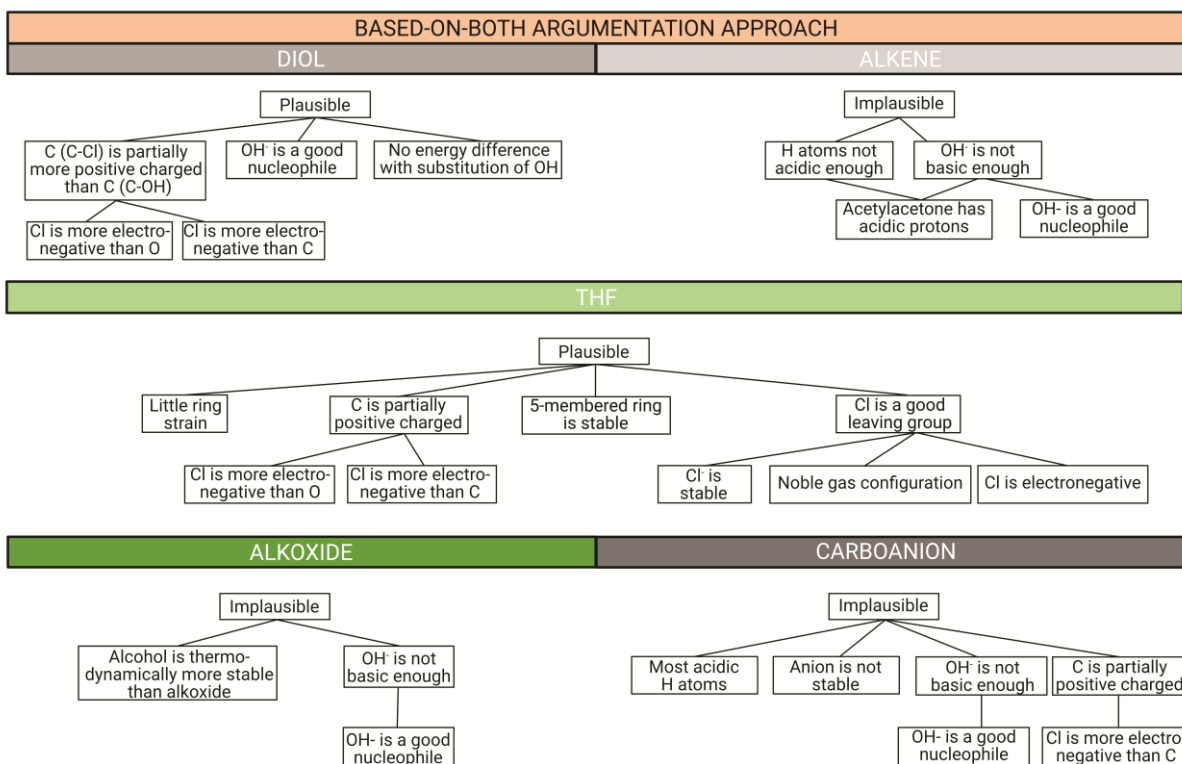 BASED-ON-BOTH ARGUMENTATION APPROACH
DIOL
ALKENE
Plausible
C (C-Cl) is partially
more positive charged
than C (C-OH)
OH⁻ is a good
nucleophile
No energy difference
with substitution of OH
Cl is more electro-
negative than O
Cl is more electro-
negative than C
Implausible
H atoms not
acidic enough
OH⁻ is not
basic enough
Acetylacetone has
acidic protons
OH- is a good
nucleophile
THF
Plausible
Little ring
strain
C is partially
positive charged
5-membered ring
is stable
Cl is a good
leaving group
Cl is more electro-
negative than O
Cl is more electro-
negative than C
Cl⁻ is
stable
Noble gas configuration
Cl is electronegative
ALKOXIDE
CARBOANION
Implausible
Alcohol is thermo-
dynamically more stable
than alkoxide
OH⁻ is not
basic enough
OH- is a good
nucleophile
Implausible
Most acidic
H atoms
Anion is not
stable
OH⁻ is not
basic enough
C is partially
positive charged
OH- is a good
nucleophile
Cl is more electro-
negative than C